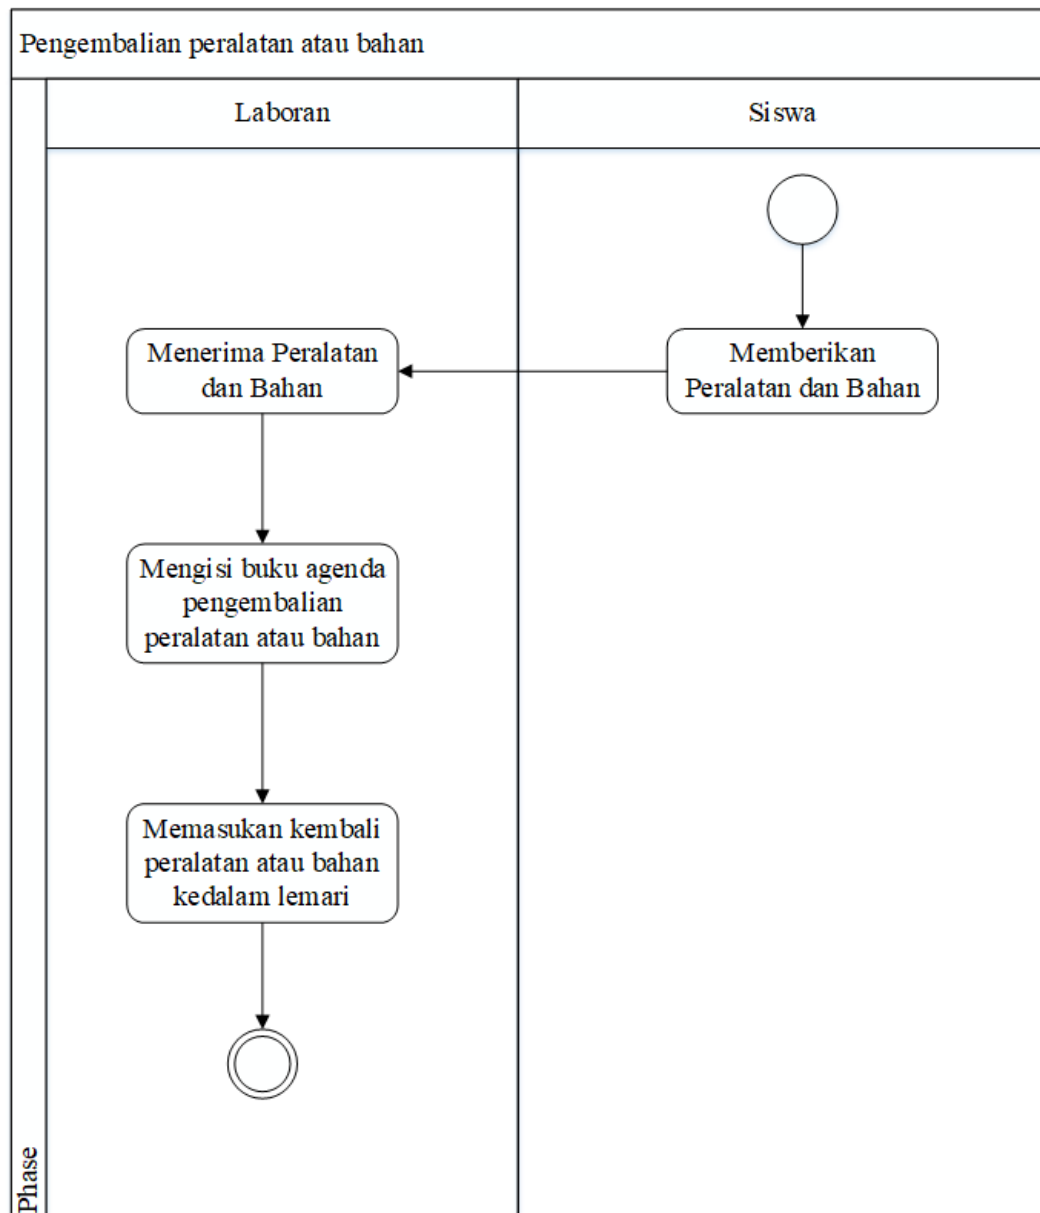 Pengembalian peralatan atau bahan
Laboran
Siswa
Menerima Peralatan
dan Bahan
Memberikan
Peralatan dan Bahan
Mengisi buku agenda
pengembalian
peralatan atau bahan
Memasukan kembali
peralatan atau bahan
kedalam lemari
Phase